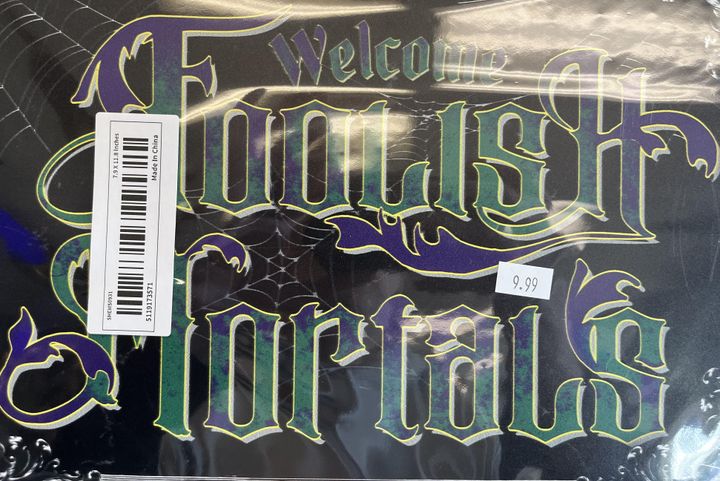 Welcome
Foolish
Mortals
9.99
7.9 X 11.8 Inches
Made In China
5119173571